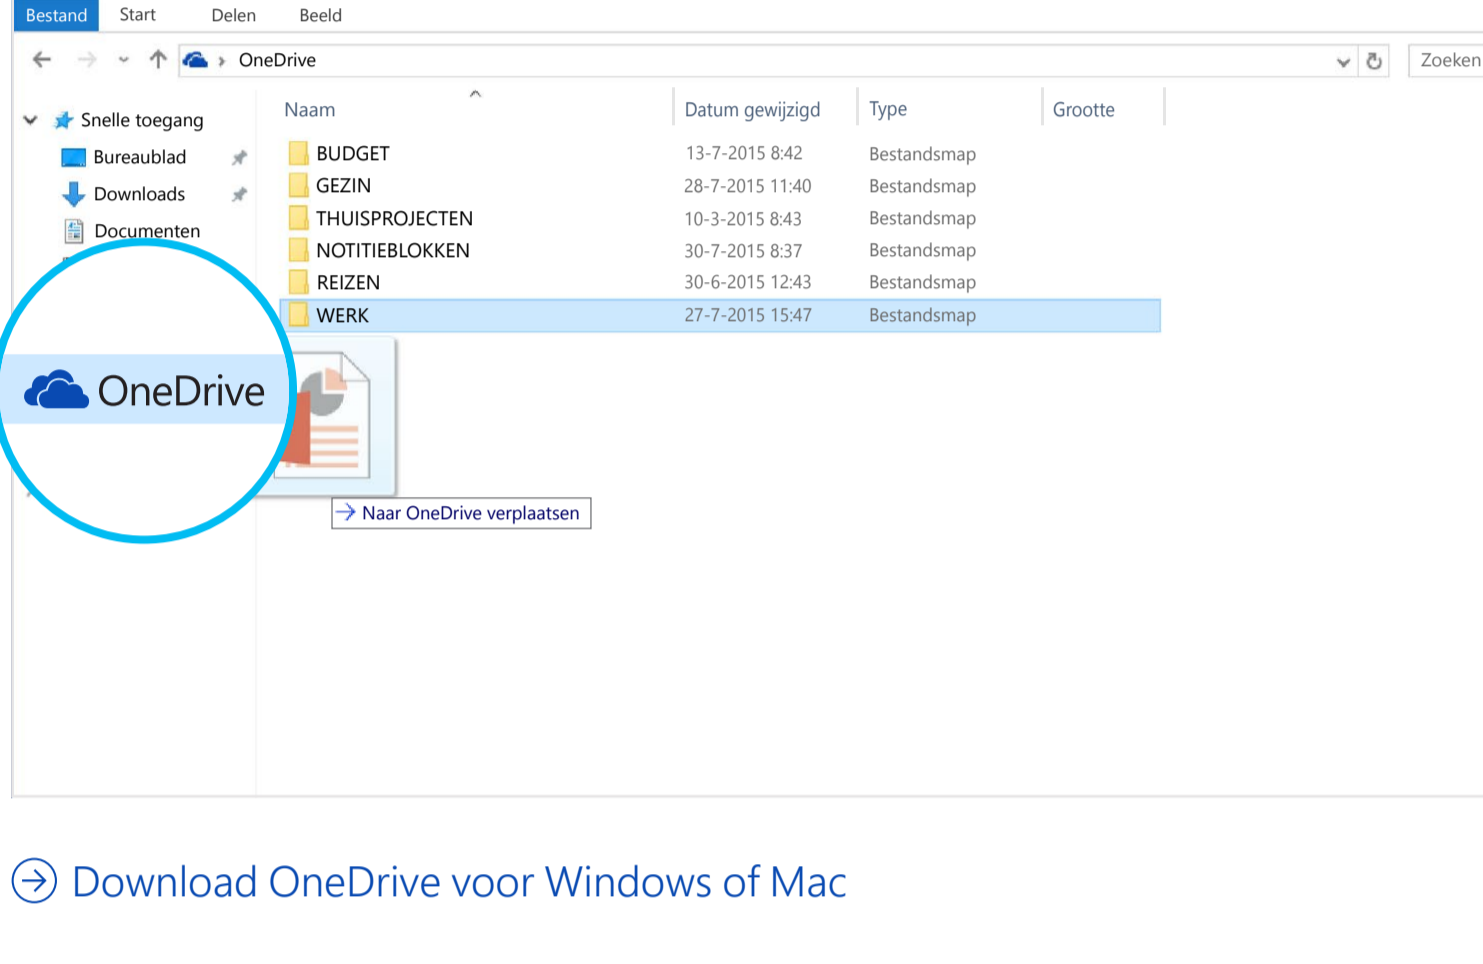 Bestand Start Delen Beeld
OneDrive Zoeken
Naam Datum gewijzigd Type Grootte
Snelle toegang
Bureaublad
Downloads
Documenten
BUDGET 13-7-2015 8:42 Bestandsmap
GEZIN 28-7-2015 11:40 Bestandsmap
THUISPROJECTEN 10-3-2015 8:43 Bestandsmap
NOTITIEBLOKKEN 30-7-2015 8:37 Bestandsmap
REIZEN 30-6-2015 12:43 Bestandsmap
WERK 27-7-2015 15:47 Bestandsmap
OneDrive
Naar OneDrive verplaatsen
Download OneDrive voor Windows of Mac